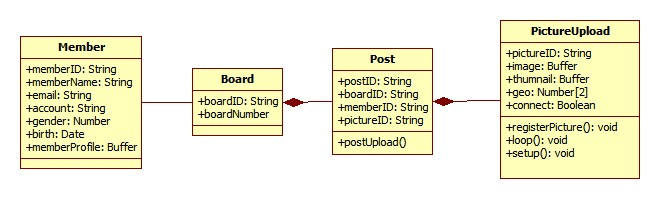 Member
+memberID: String
+memberName: String
+email: String
+account: String
+gender: Number
+birth: Date
+memberProfile: Buffer
Board
+boardID: String
+boardNumber
Post
+postID: String
+boardID: String
+memberID: String
+pictureID: String
+postUpload()
PictureUpload
+pictureID: String
+image: Buffer
+thumnail: Buffer
+geo: Number[2]
+connect: Boolean
+registerPicture(): void
+loop(): void
+setup(): void